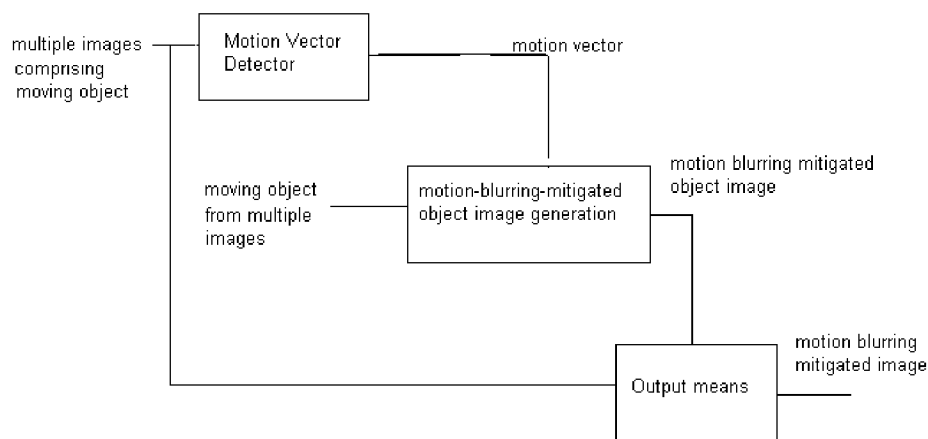 multiple images
comprising
moving object
Motion Vector
Detector
motion vector
moving object
from multiple
images
motion-blurring-mitigated
object image generation
motion blurring mitigated
object image
Output means
motion blurring
mitigated image